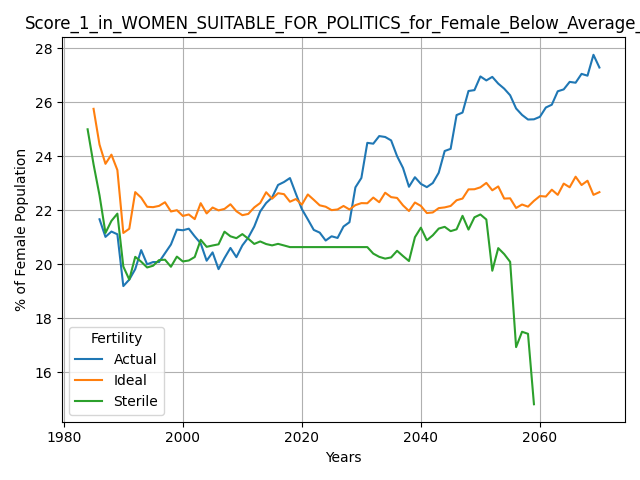 Score_1_in_WOMEN_SUITABLE_FOR_POLITICS_for_Female_Below_Average_
28
26
24
22
20
18
16
% of Female Population
Fertility
Actual
Ideal
Sterile
1980
2000
2020
2040
2060
Years